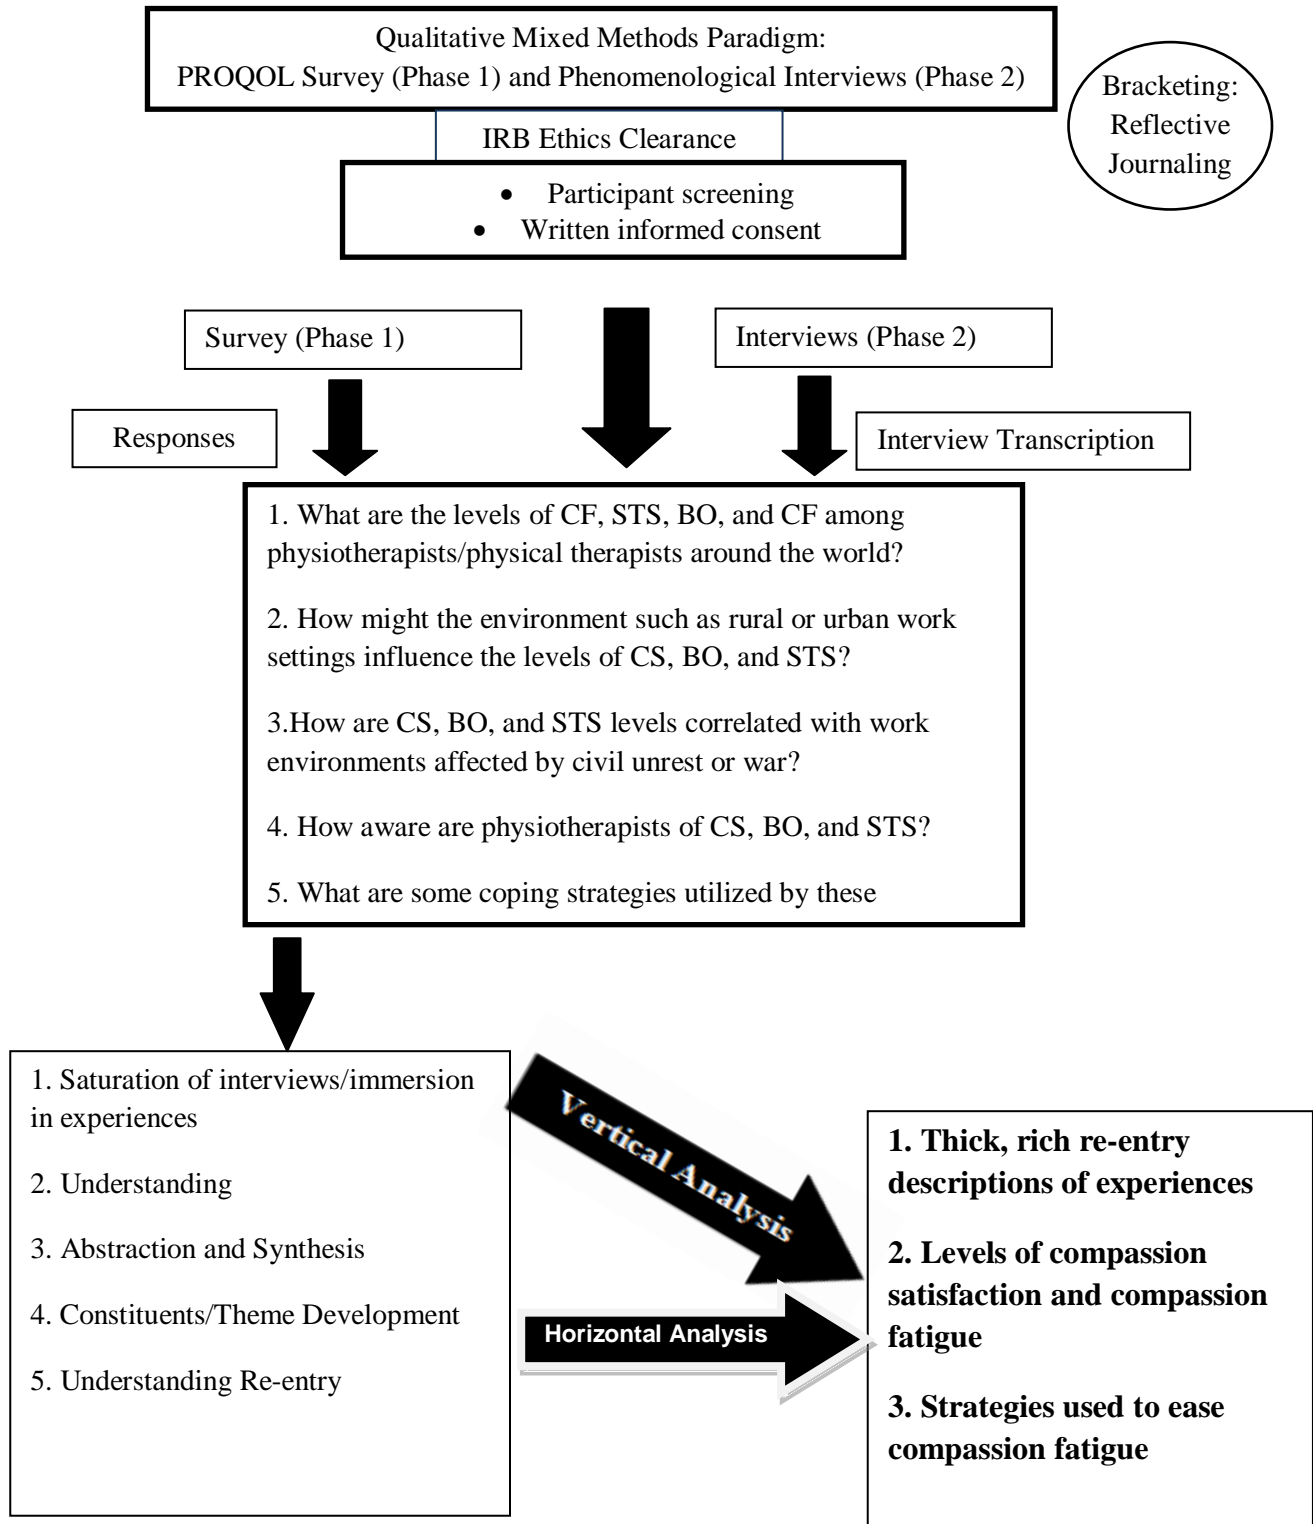 Qualitative Mixed Methods Paradigm:
PROQOL Survey (Phase 1) and Phenomenological Interviews (Phase 2)
Bracketing:
Reflective
Journaling
IRB Ethics Clearance
• Participant screening
• Written informed consent
Survey (Phase 1)
Interviews (Phase 2)
Responses
Interview Transcription
1. What are the levels of CF, STS, BO, and CF among
physiotherapists/physical therapists around the world?
2. How might the environment such as rural or urban work
settings influence the levels of CS, BO, and STS?
3.How are CS, BO, and STS levels correlated with work
environments affected by civil unrest or war?
4. How aware are physiotherapists of CS, BO, and STS?
5. What are some coping strategies utilized by these
1. Saturation of interviews/immersion
in experiences
2. Understanding
3. Abstraction and Synthesis
4. Constituents/Theme Development
5. Understanding Re-entry
Vertical Analysis
Horizontal Analysis
1. Thick, rich re-entry
descriptions of experiences
2. Levels of compassion
satisfaction and compassion
fatigue
3. Strategies used to ease
compassion fatigue